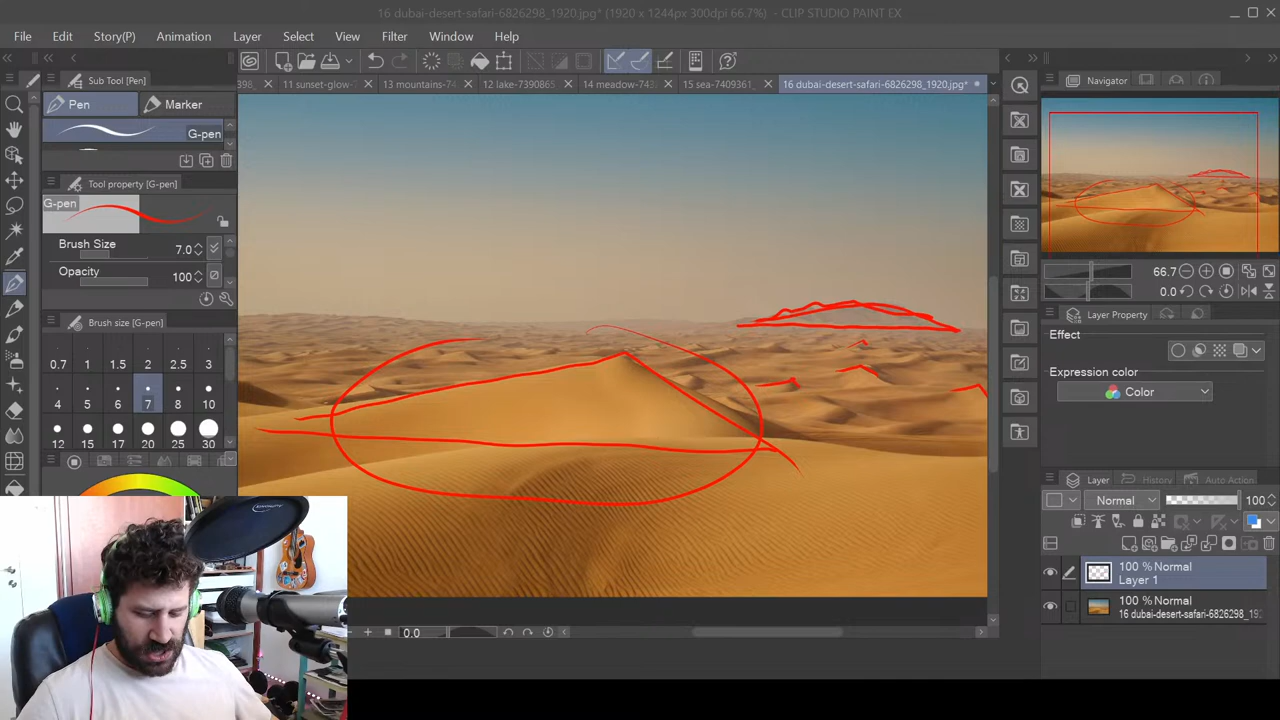 16 dubai-desert-safari-6826298_1920.jpg* (1920 x 1244px 300dpi 66.7%) - CLIP STUDIO PAINT EX
File Edit Story(P) Animation Layer Select View Filter Window Help
Sub Tool [Pen]
398_ 11 sunset-glow- 13 mountains-74 12 lake-7390865 14 meadow-743 15 sea-7409361_ 16 dubai-desert-safari-6826298_1920.jpg*
Navigator
Pen Marker
G-pen
Tool property [G-pen]
G-pen
Brush Size 7.0
Opacity 100
66.7
0.0
Brush size [G-pen]
Layer Property
Effect
0.7 1 1.5 2 3
Expression color
Color
4 5 6 7 8 10
12 15 17 20 25 30
Layer History Auto Action
Normal 100
100 % Normal
Layer 1
100 % Normal
16 dubai-desert-safari-6826298_192
0.0